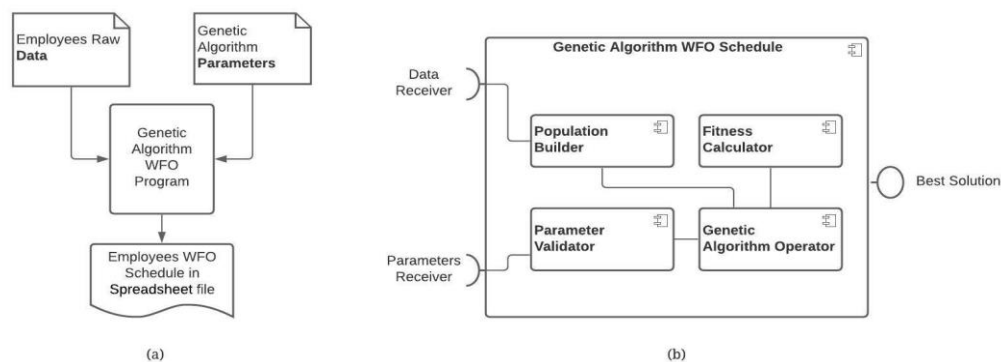 Employees Raw
Data
Genetic
Algorithm
Parameters
Genetic
Algorithm
WFO
Program
Employees WFO
Schedule in
Spreadsheet file
(a)
Genetic Algorithm WFO Schedule
Data
Receiver
Population
Builder
Fitness
Calculator
Best Solution
Parameter
Validator
Genetic
Algorithm Operator
Parameters
Receiver
(b)